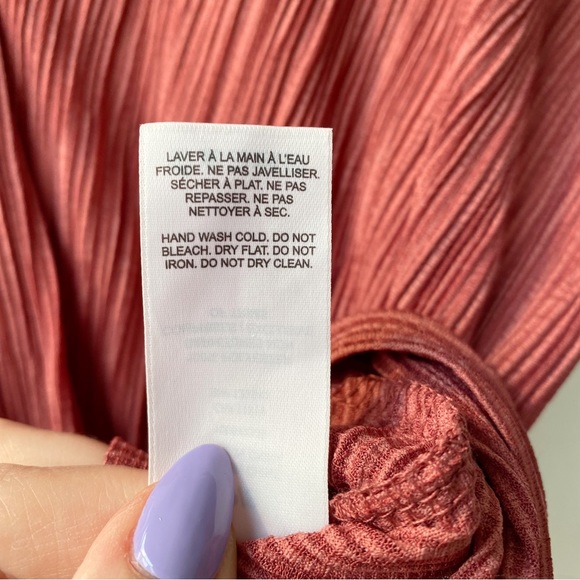 LAVER À LA MAIN À L'EAU
FROIDE. NE PAS JAVELLISER.
SÉCHER À PLAT. NE PAS
REPASSER. NE PAS
NETTOYER À SEC.
HAND WASH COLD. DO NOT
BLEACH. DRY FLAT. DO NOT
IRON. DO NOT DRY CLEAN.